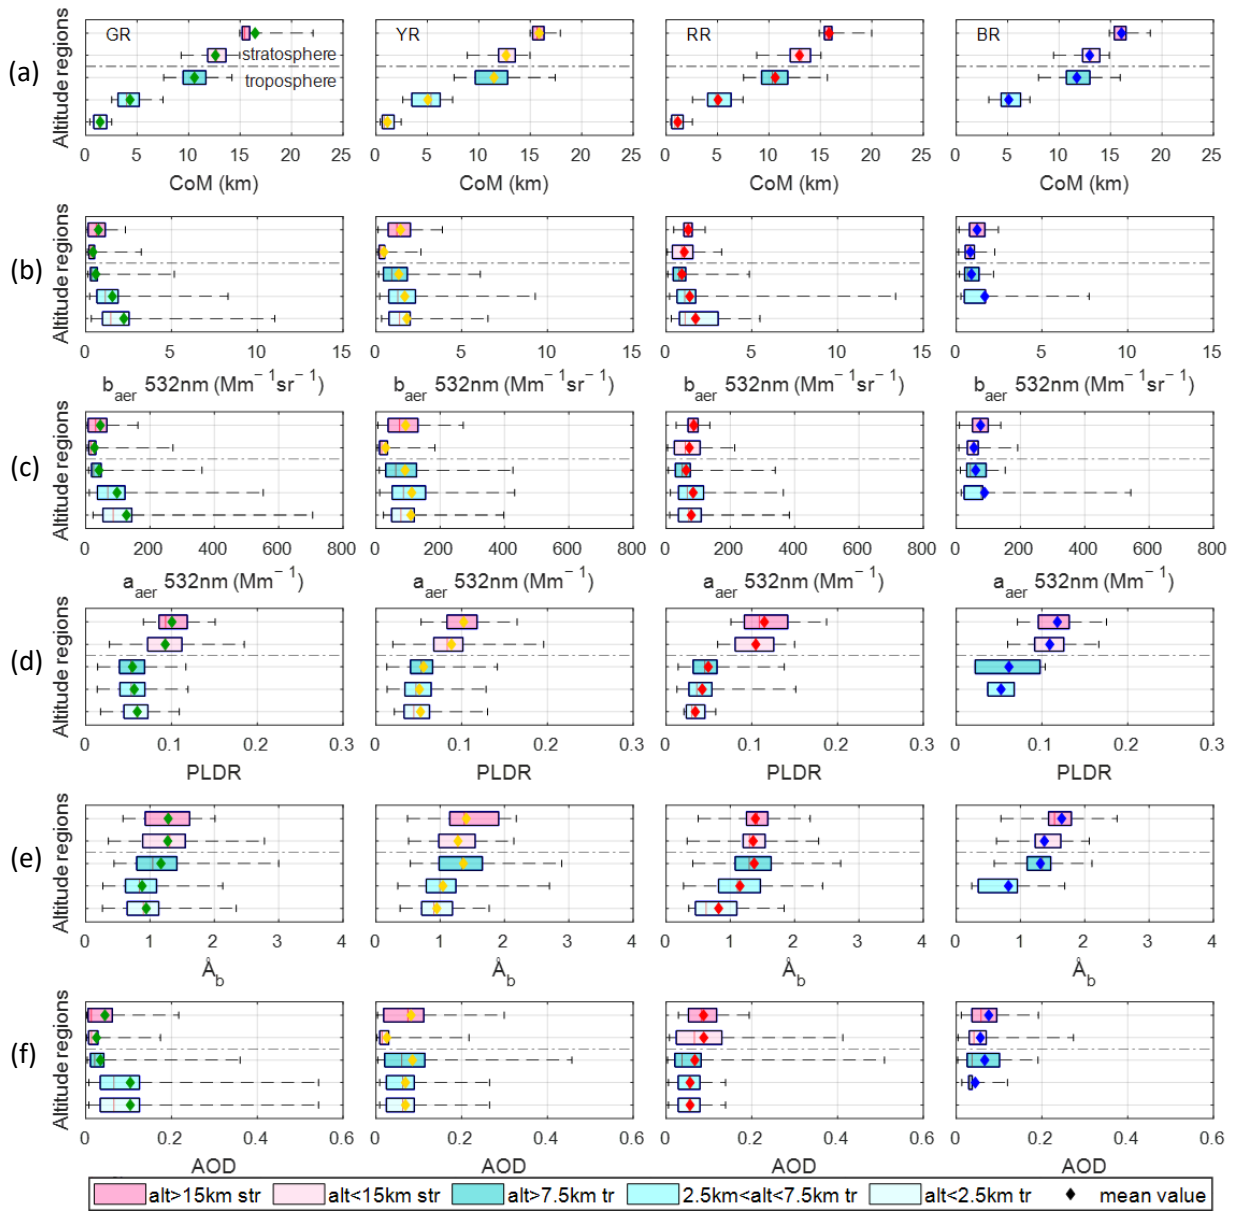 (a)
Altitude regions
GR
stratosphere
troposphere
0 5 10 15 20 25
CoM (km)
YR
0 5 10 15 20 25
CoM (km)
RR
0 5 10 15 20 25
CoM (km)
BR
0 5 10 15 20 25
CoM (km)
(b)
Altitude regions
0 5 10 15
b_aer 532nm (Mm⁻¹sr⁻¹)
0 5 10 15
b_aer 532nm (Mm⁻¹sr⁻¹)
0 5 10 15
b_aer 532nm (Mm⁻¹sr⁻¹)
0 5 10 15
b_aer 532nm (Mm⁻¹sr⁻¹)
(c)
Altitude regions
0 200 400 600 800
a_aer 532nm (Mm⁻¹)
0 200 400 600 800
a_aer 532nm (Mm⁻¹)
0 200 400 600 800
a_aer 532nm (Mm⁻¹)
0 200 400 600 800
a_aer 532nm (Mm⁻¹)
(d)
Altitude regions
0 0.1 0.2 0.3
PLDR
0 0.1 0.2 0.3
PLDR
0 0.1 0.2 0.3
PLDR
0 0.1 0.2 0.3
PLDR
(e)
Altitude regions
0 1 2 3 4
Å_b
0 1 2 3 4
Å_b
0 1 2 3 4
Å_b
0 1 2 3 4
Å_b
(f)
Altitude regions
0 0.2 0.4 0.6
AOD
0 0.2 0.4 0.6
AOD
0 0.2 0.4 0.6
AOD
0 0.2 0.4 0.6
AOD
alt>15km str alt<15km str alt>7.5km tr 2.5km<alt<7.5km tr alt<2.5km tr mean value